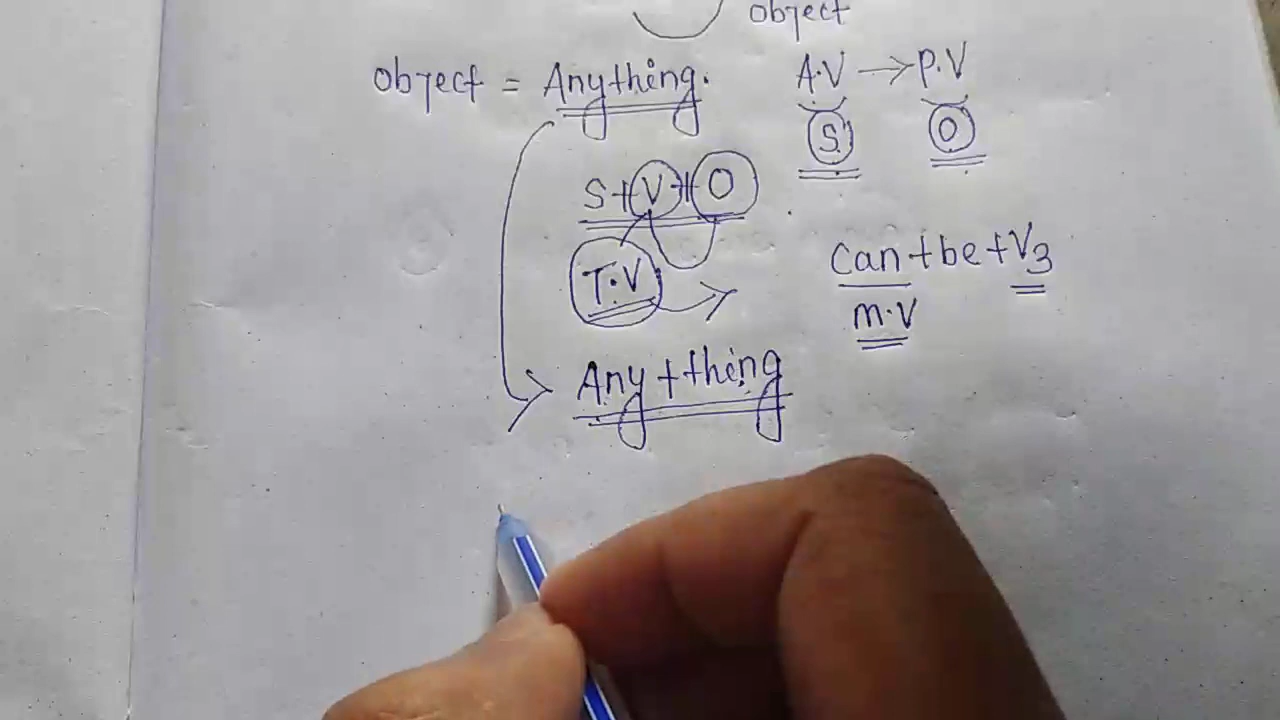 object
object = Anything. A.V → P.V
S O
S+V+O
can+be+V3
T.V
m.V
Any+thing